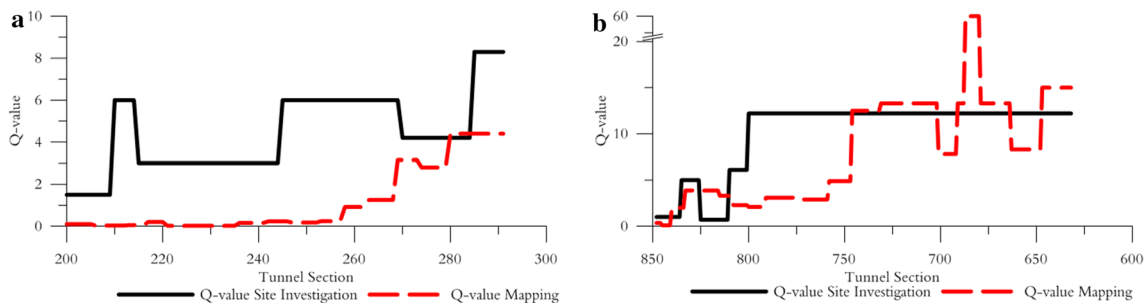 a
10
8
6
4
2
0
Q-value
200 220 240 260 280 300
Tunnel Section
Q-value Site Investigation Q-value Mapping
b
60
20
10
0
Q-value
850 800 750 700 650 600
Tunnel Section
Q-value Site Investigation Q-value Mapping